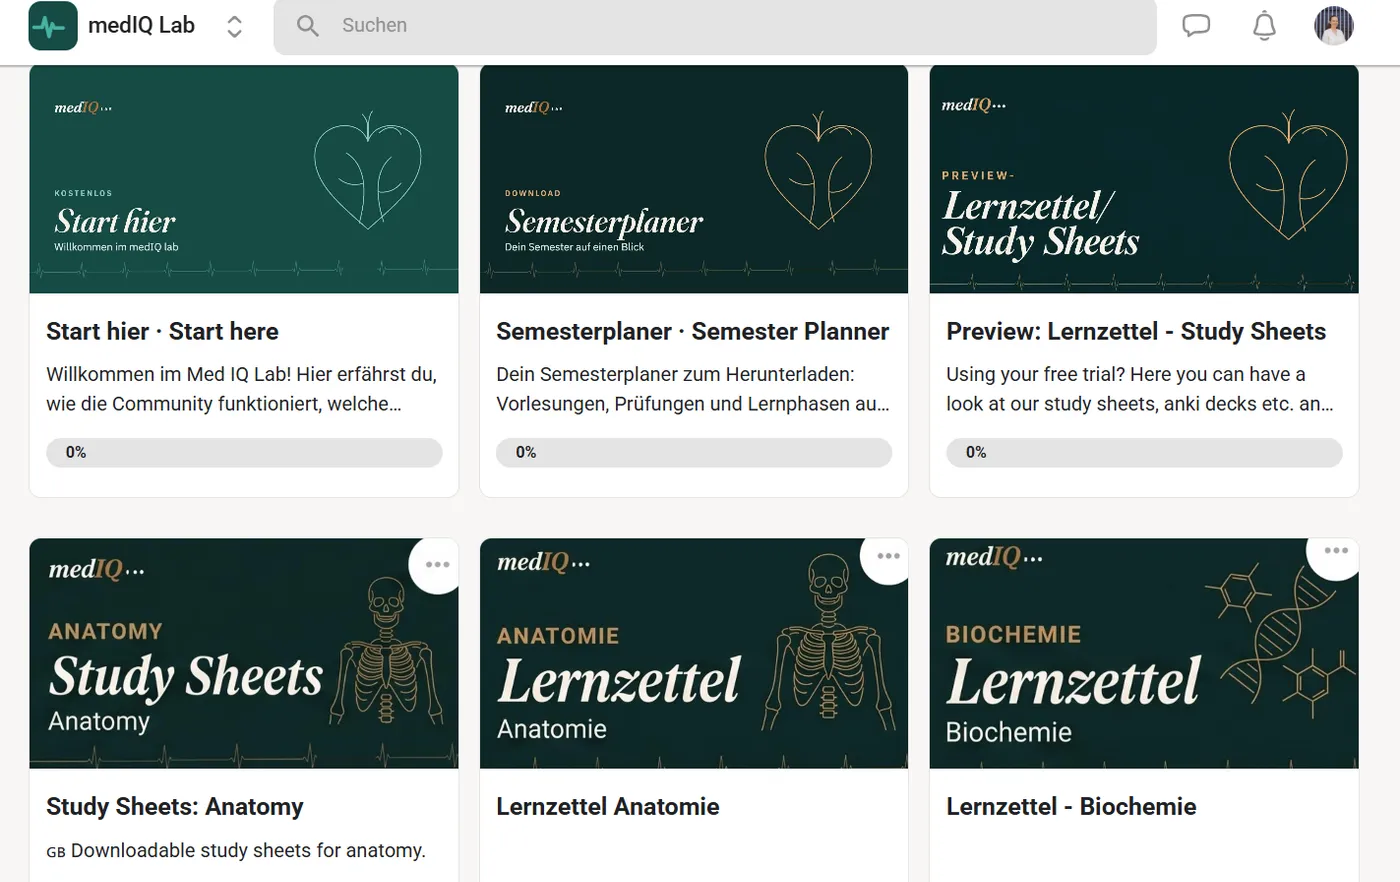 medIQ Lab
Suchen
medIQ...
KOSTENLOS
Start hier
Willkommen im medIQ lab
Start hier · Start here
Willkommen im Med IQ Lab! Hier erfährst du,
wie die Community funktioniert, welche...
0%
medIQ...
DOWNLOAD
Semesterplaner
Dein Semester auf einen Blick
Semesterplaner · Semester Planner
Dein Semesterplaner zum Herunterladen:
Vorlesungen, Prüfungen und Lernphasen au...
0%
medIQ...
PREVIEW-
Lernzettel/
Study Sheets
Preview: Lernzettel - Study Sheets
Using your free trial? Here you can have a
look at our study sheets, anki decks etc. an...
0%
medIQ...
ANATOMY
Study Sheets
Anatomy
Study Sheets: Anatomy
GB Downloadable study sheets for anatomy.
medIQ...
ANATOMIE
Lernzettel
Anatomie
Lernzettel Anatomie
medIQ...
BIOCHEMIE
Lernzettel
Biochemie
Lernzettel - Biochemie